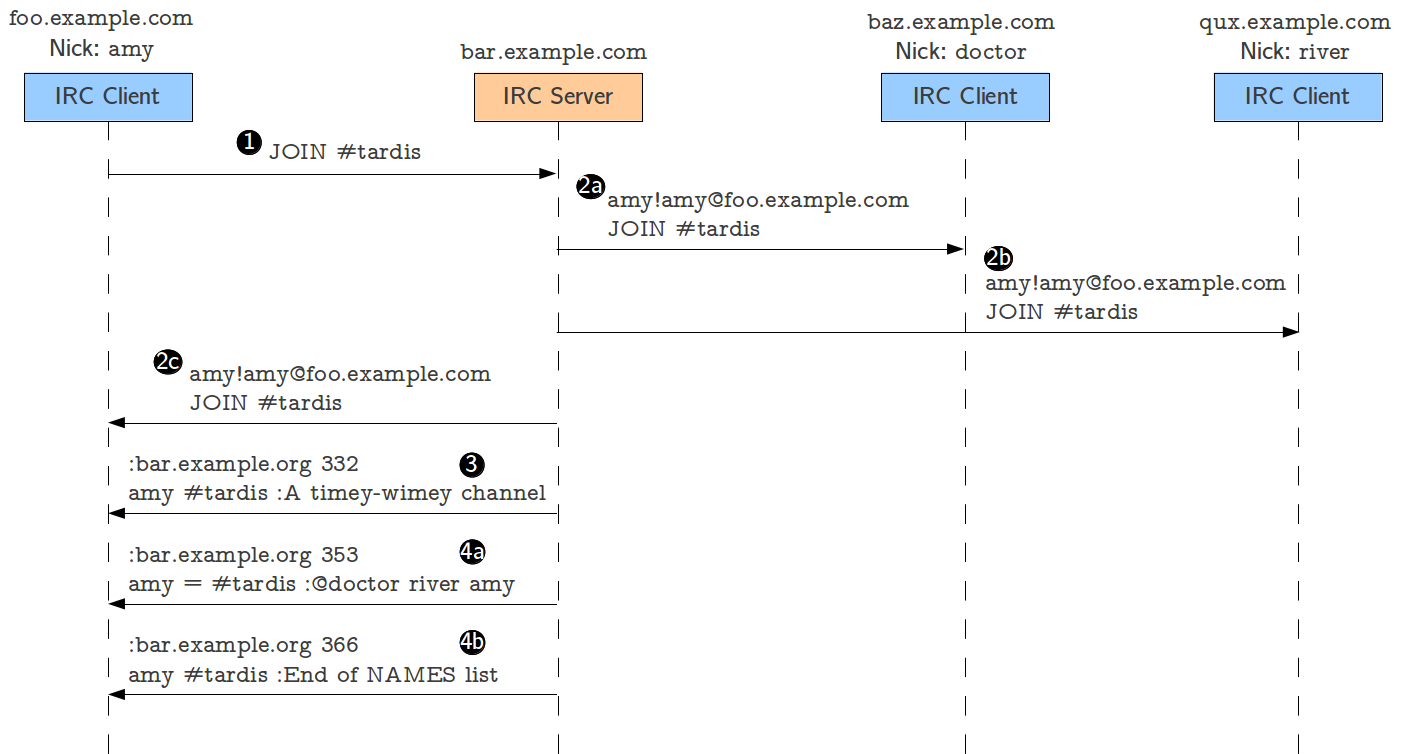 foo.example.com
Nick: amy
IRC Client
bar.example.com
IRC Server
baz.example.com
Nick: doctor
IRC Client
qux.example.com
Nick: river
IRC Client
1
JOIN #tardis
2a
amy!amy@foo.example.com
JOIN #tardis
2b
amy!amy@foo.example.com
JOIN #tardis
2c
amy!amy@foo.example.com
JOIN #tardis
3
:bar.example.org 332
amy #tardis :A timey-wimey channel
4a
:bar.example.org 353
amy = #tardis :@doctor river amy
4b
:bar.example.org 366
amy #tardis :End of NAMES list